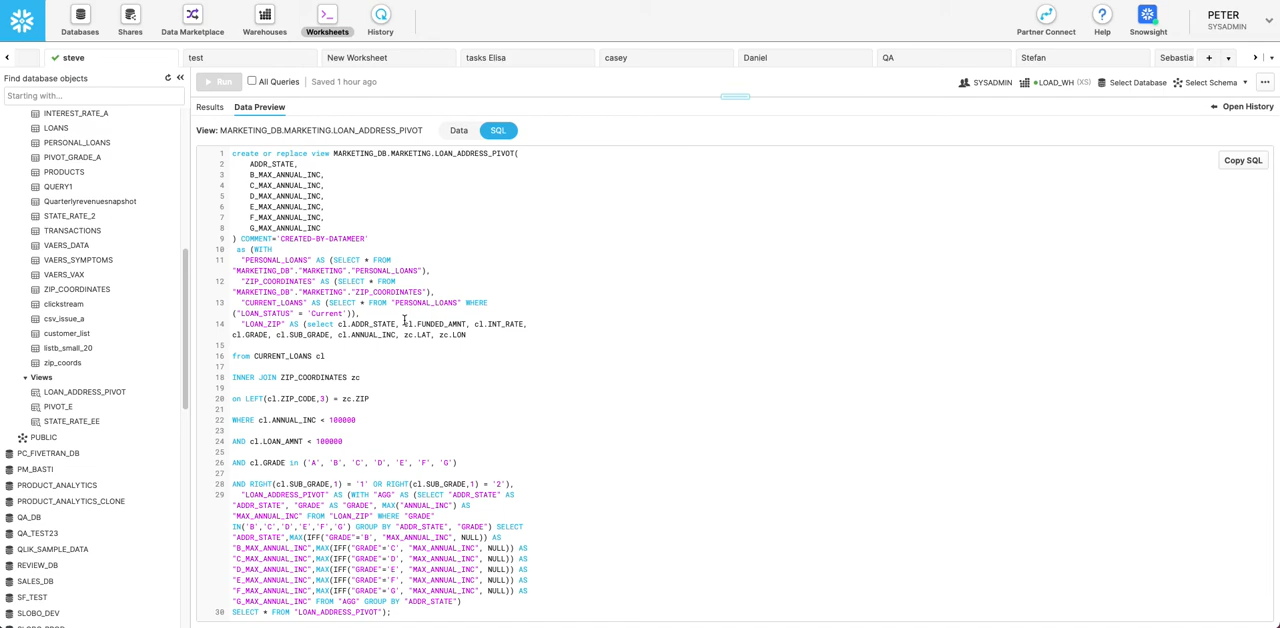 Databases
Shares
Data Marketplace
Warehouses
Worksheets
History
Partner Connect
Help
Snowsight
PETER
SYSADMIN
steve
test
New Worksheet
tasks Elisa
casey
Daniel
QA
Stefan
Sebastia
Find database objects
Starting with...
Run
All Queries
Saved 1 hour ago
SYSADMIN
LOAD_WH (XS)
Select Database
Select Schema
Results
Data Preview
Open History
View: MARKETING_DB.MARKETING.LOAN_ADDRESS_PIVOT
Data
SQL
Copy SQL
INTEREST_RATE_A
LOANS
PERSONAL_LOANS
PIVOT_GRADE_A
PRODUCTS
QUERY1
Quarterlyrevenuesnapshot
STATE_RATE_2
TRANSACTIONS
VAERS_DATA
VAERS_SYMPTOMS
VAERS_VAX
ZIP_COORDINATES
clickstream
csv_issue_a
customer_list
listb_small_20
zip_coords
Views
LOAN_ADDRESS_PIVOT
PIVOT_E
STATE_RATE_EE
PUBLIC
PC_FIVETRAN_DB
PM_BASTI
PRODUCT_ANALYTICS
PRODUCT_ANALYTICS_CLONE
QA_DB
QA_TEST23
QLIK_SAMPLE_DATA
REVIEW_DB
SALES_DB
SF_TEST
SLOBO_DEV
1 create or replace view MARKETING_DB.MARKETING.LOAN_ADDRESS_PIVOT(
2 ADDR_STATE,
3 B_MAX_ANNUAL_INC,
4 C_MAX_ANNUAL_INC,
5 D_MAX_ANNUAL_INC,
6 E_MAX_ANNUAL_INC,
7 F_MAX_ANNUAL_INC,
8 G_MAX_ANNUAL_INC
9 ) COMMENT='CREATED-BY-DATAMEER'
10 as (WITH
11 "PERSONAL_LOANS" AS (SELECT * FROM
"MARKETING_DB"."MARKETING"."PERSONAL_LOANS"),
12 "ZIP_COORDINATES" AS (SELECT * FROM
"MARKETING_DB"."MARKETING"."ZIP_COORDINATES"),
13 "CURRENT_LOANS" AS (SELECT * FROM "PERSONAL_LOANS" WHERE
("LOAN_STATUS" = 'Current')),
14 "LOAN_ZIP" AS (select cl.ADDR_STATE, cl.FUNDED_AMNT, cl.INT_RATE,
cl.GRADE, cl.SUB_GRADE, cl.ANNUAL_INC, zc.LAT, zc.LON
15
16 from CURRENT_LOANS cl
17
18 INNER JOIN ZIP_COORDINATES zc
19
20 on LEFT(cl.ZIP_CODE,3) = zc.ZIP
21
22 WHERE cl.ANNUAL_INC < 100000
23
24 AND cl.LOAN_AMNT < 100000
25
26 AND cl.GRADE in ('A', 'B', 'C', 'D', 'E', 'F', 'G')
27
28 AND RIGHT(cl.SUB_GRADE,1) = '1' OR RIGHT(cl.SUB_GRADE,1) = '2'),
29 "LOAN_ADDRESS_PIVOT" AS (WITH "AGG" AS (SELECT "ADDR_STATE" AS
"ADDR_STATE", "GRADE" AS "GRADE", MAX("ANNUAL_INC") AS
"MAX_ANNUAL_INC" FROM "LOAN_ZIP" WHERE "GRADE"
IN('B','C','D','E','F','G') GROUP BY "ADDR_STATE", "GRADE") SELECT
"ADDR_STATE",MAX(IFF("GRADE"='B', "MAX_ANNUAL_INC", NULL)) AS
"B_MAX_ANNUAL_INC",MAX(IFF("GRADE"='C', "MAX_ANNUAL_INC", NULL)) AS
"C_MAX_ANNUAL_INC",MAX(IFF("GRADE"='D', "MAX_ANNUAL_INC", NULL)) AS
"D_MAX_ANNUAL_INC",MAX(IFF("GRADE"='E', "MAX_ANNUAL_INC", NULL)) AS
"E_MAX_ANNUAL_INC",MAX(IFF("GRADE"='F', "MAX_ANNUAL_INC", NULL)) AS
"F_MAX_ANNUAL_INC",MAX(IFF("GRADE"='G', "MAX_ANNUAL_INC", NULL)) AS
"G_MAX_ANNUAL_INC" FROM "AGG" GROUP BY "ADDR_STATE")
30 SELECT * FROM "LOAN_ADDRESS_PIVOT");